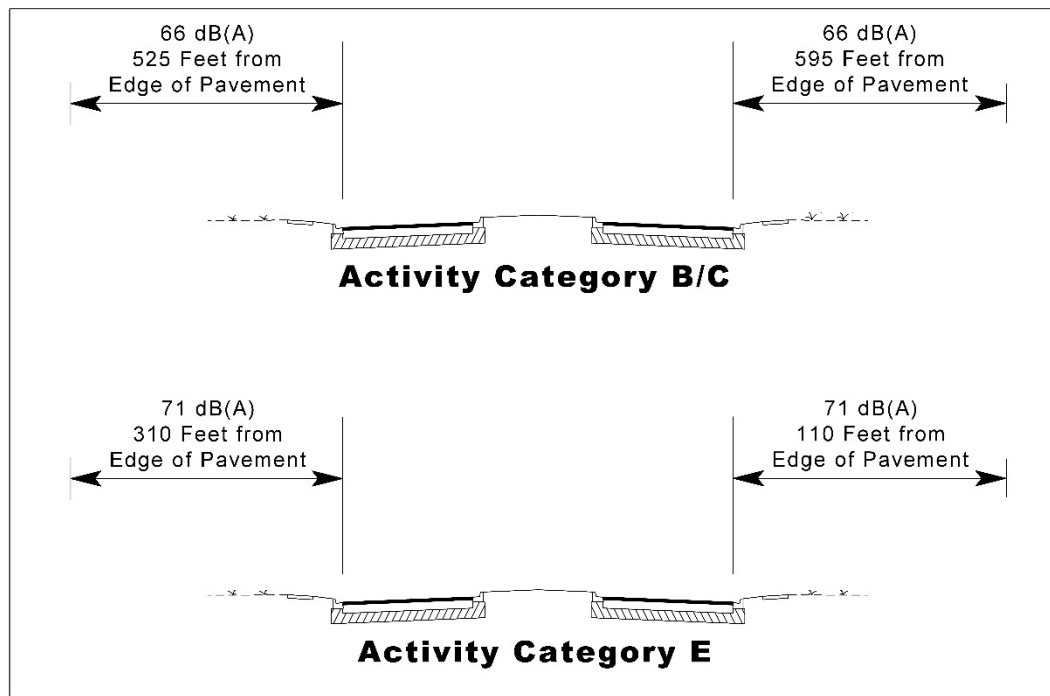 66 dB(A)
525 Feet from
Edge of Pavement
66 dB(A)
595 Feet from
Edge of Pavement
Activity Category B/C
71 dB(A)
310 Feet from
Edge of Pavement
71 dB(A)
110 Feet from
Edge of Pavement
Activity Category E